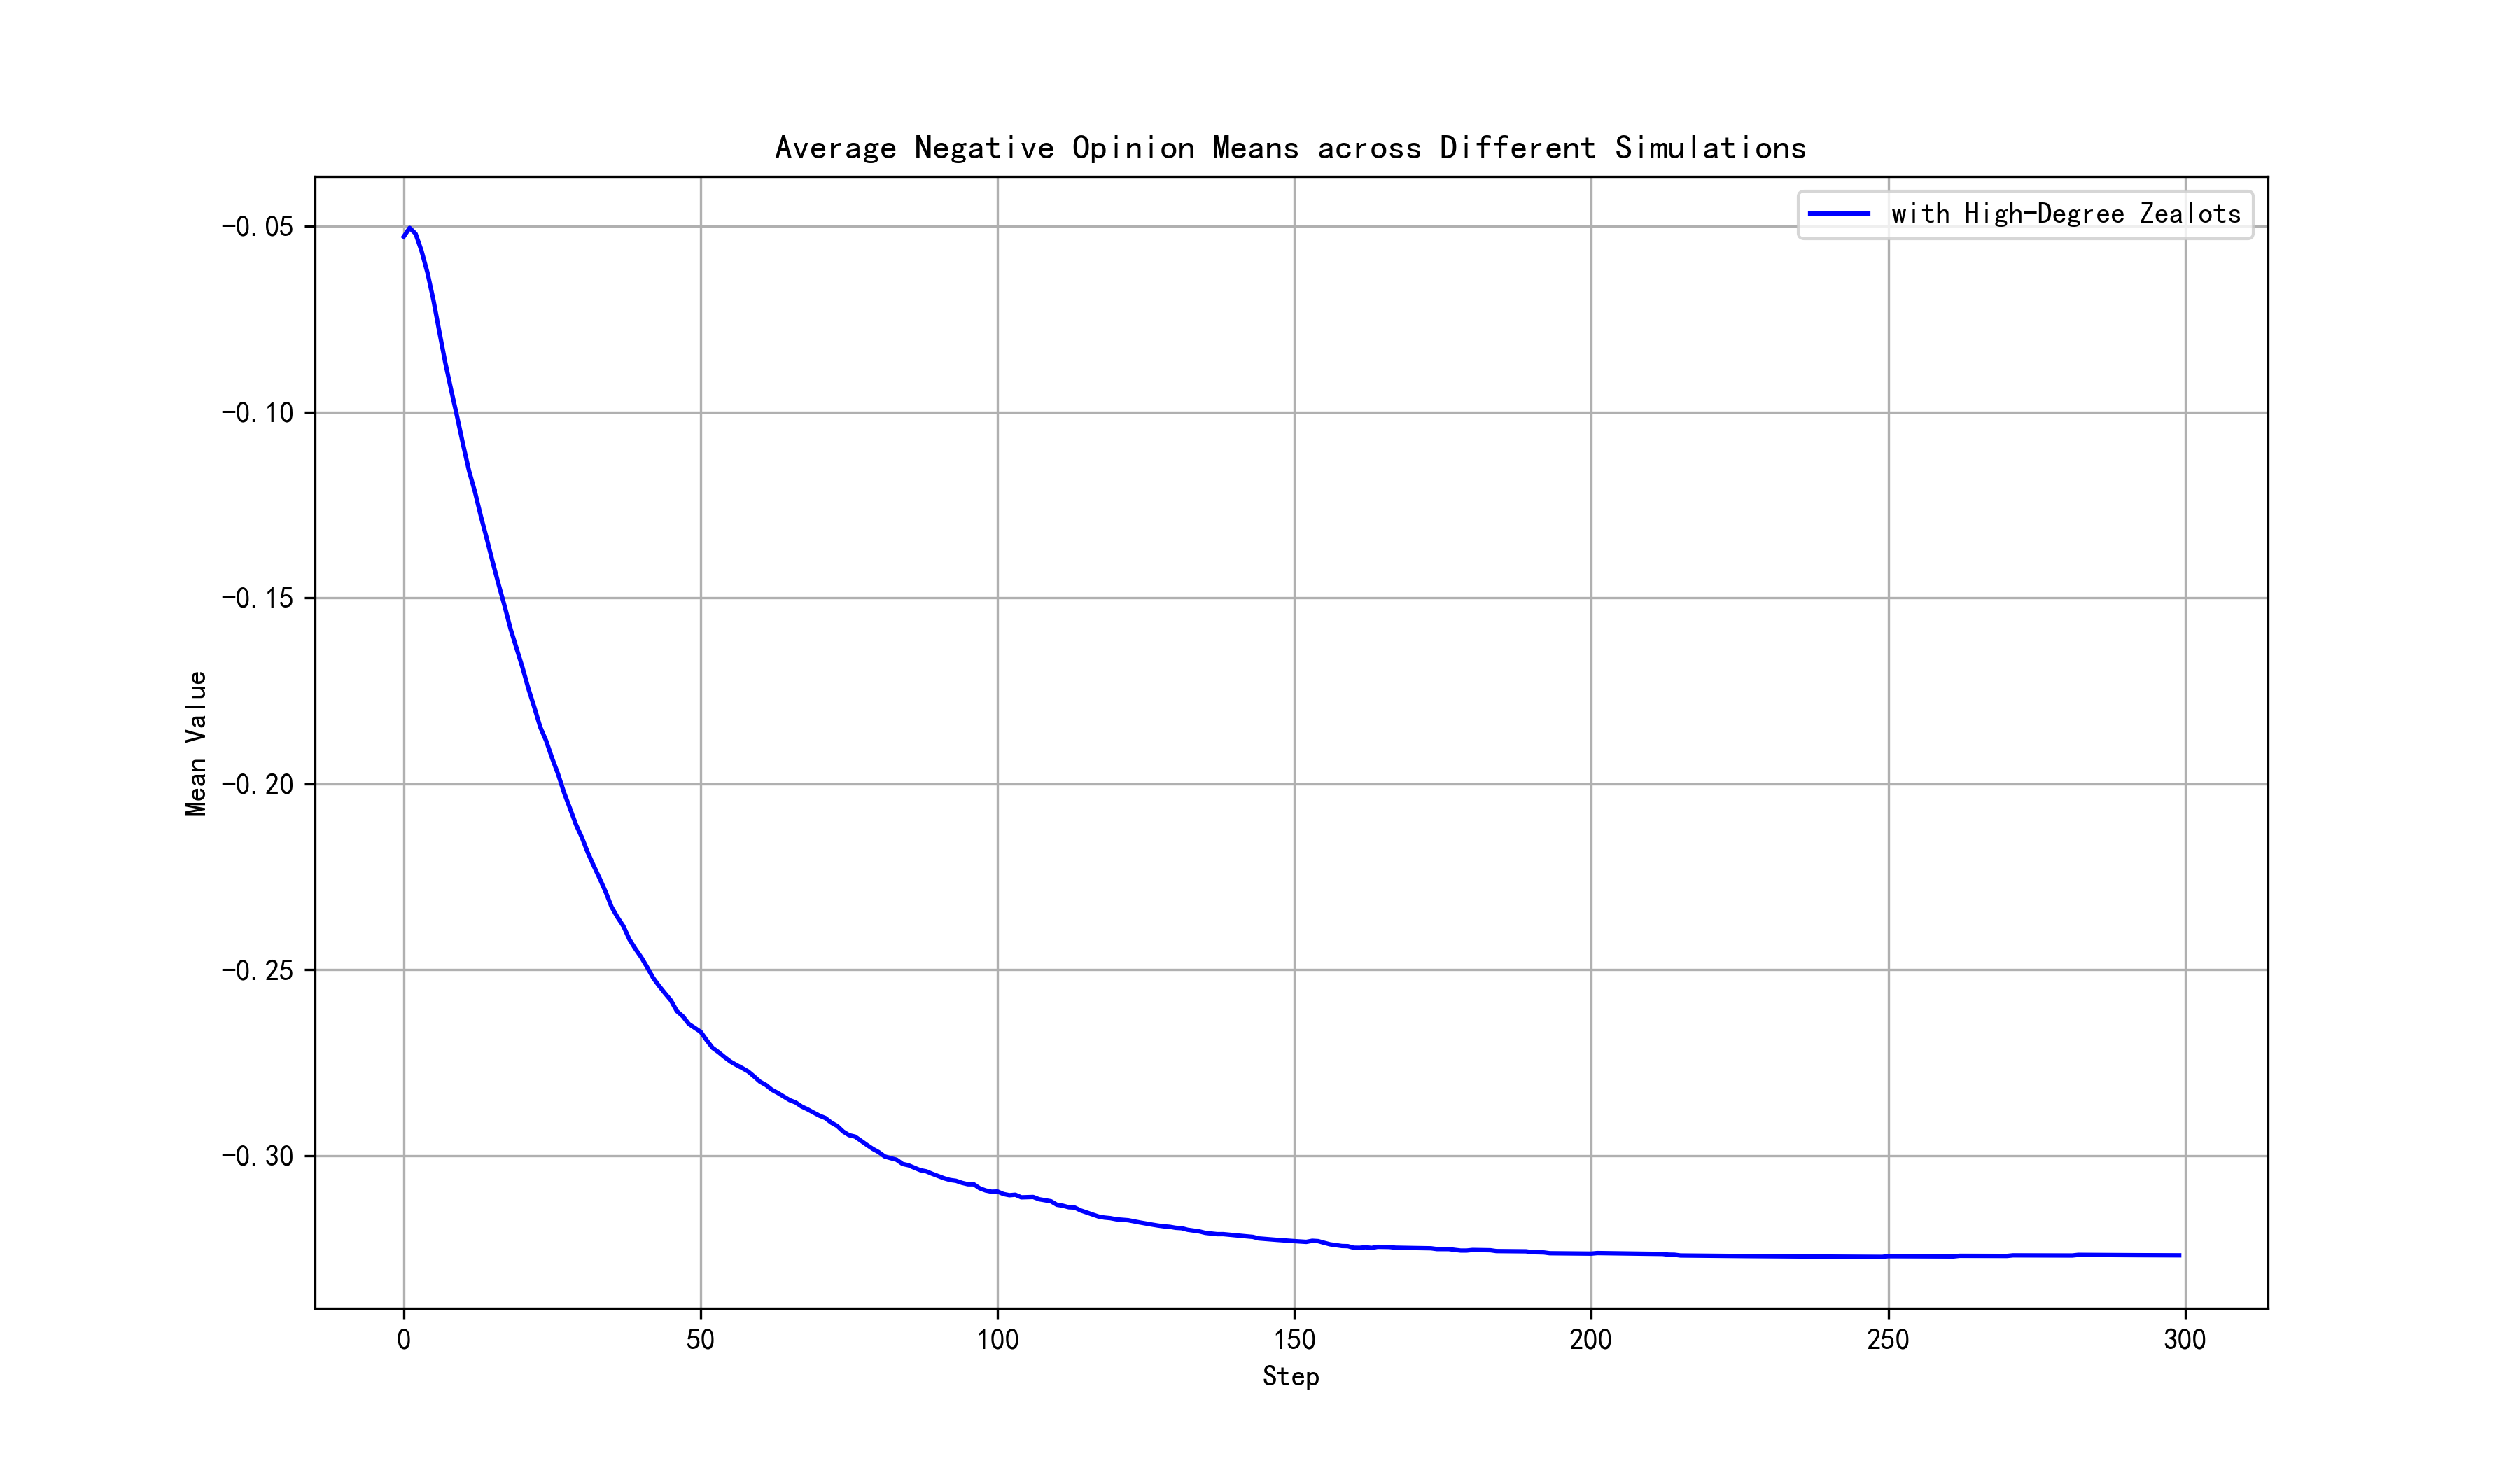 Average Negative Opinion Means across Different Simulations
with High-Degree Zealots
Mean Value
-0.05
-0.10
-0.15
-0.20
-0.25
-0.30
0 50 100 150 200 250 300
Step